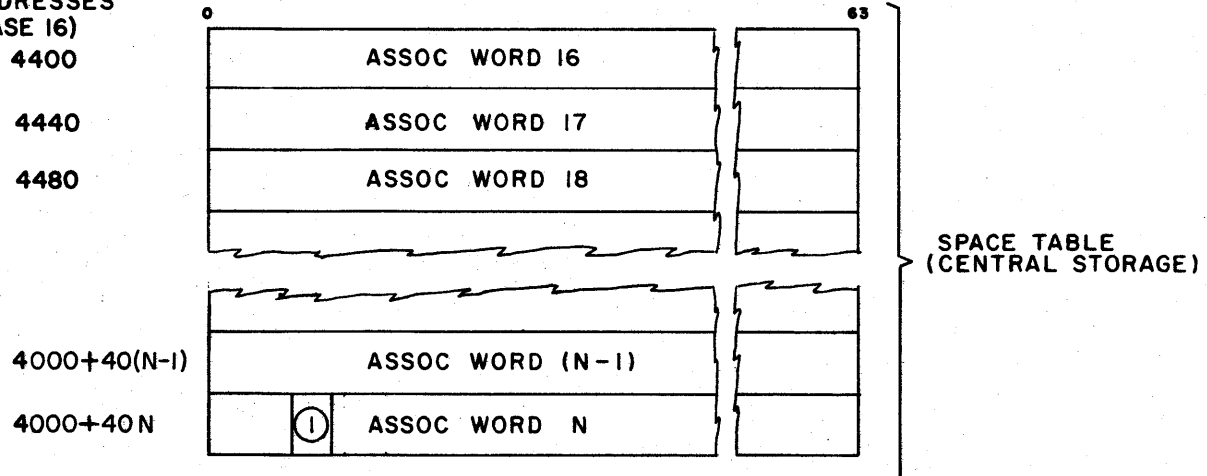 0 63
4400 ASSOC WORD 16
4440 ASSOC WORD 17
4480 ASSOC WORD 18
SPACE TABLE
(CENTRAL STORAGE)
4000+40(N-1) ASSOC WORD (N-1)
4000+40N 1 ASSOC WORD N